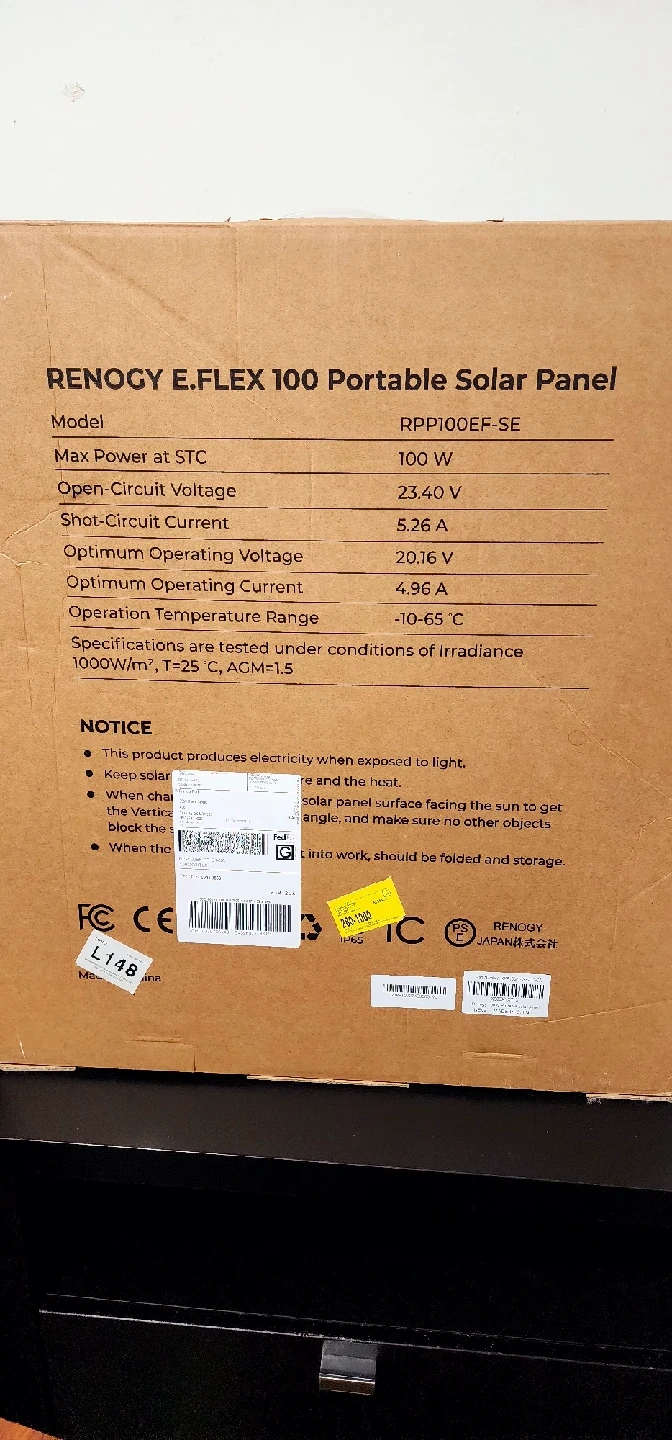 RENOGY E.FLEX 100 Portable Solar Panel
Model RPP100EF-SE
Max Power at STC 100 W
Open-Circuit Voltage 23.40 V
Shot-Circuit Current 5.26 A
Optimum Operating Voltage 20.16 V
Optimum Operating Current 4.96 A
Operation Temperature Range -10-65 °C
Specifications are tested under conditions of Irradiance
1000W/m², T=25 °C, AGM=1.5
NOTICE
• This product produces electricity when exposed to light.
• Keep solar re and the heat.
• When cha solar panel surface facing the sun to get
the Vertica angle, and make sure no other objects
block the s
• When the t into work, should be folded and storage.
FedEx
G
FC CE IP65 IC PSE RENOGY
JAPAN株式会社
L148
Ma ina